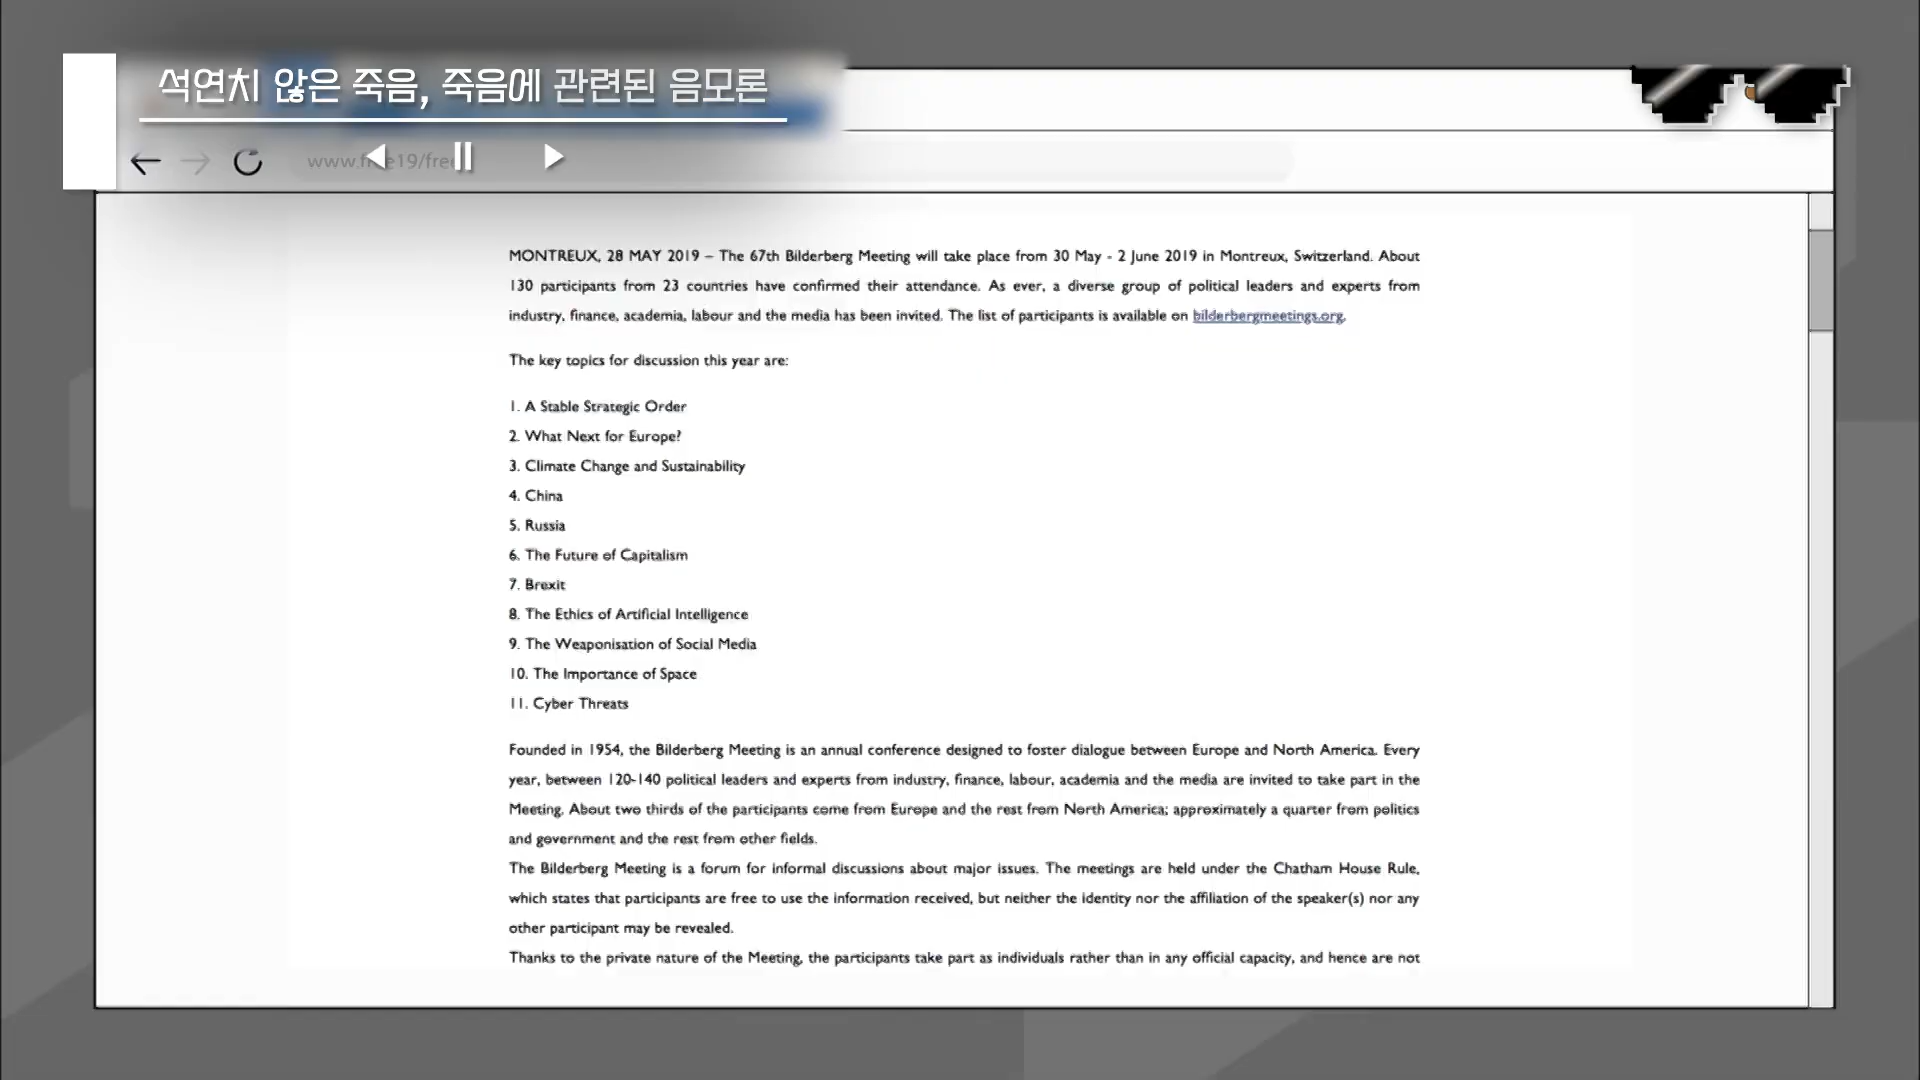 석연치 않은 죽음, 죽음에 관련된 음모론
MONTREUX, 28 MAY 2019 – The 67th Bilderberg Meeting will take place from 30 May - 2 June 2019 in Montreux, Switzerland. About
130 participants from 23 countries have confirmed their attendance. As ever, a diverse group of political leaders and experts from
industry, finance, academia, labour and the media has been invited. The list of participants is available on bilderbergmeetings.org.
The key topics for discussion this year are:
1. A Stable Strategic Order
2. What Next for Europe?
3. Climate Change and Sustainability
4. China
5. Russia
6. The Future of Capitalism
7. Brexit
8. The Ethics of Artificial Intelligence
9. The Weaponisation of Social Media
10. The Importance of Space
11. Cyber Threats
Founded in 1954, the Bilderberg Meeting is an annual conference designed to foster dialogue between Europe and North America. Every
year, between 120-140 political leaders and experts from industry, finance, labour, academia and the media are invited to take part in the
Meeting. About two thirds of the participants come from Europe and the rest from North America; approximately a quarter from politics
and government and the rest from other fields.
The Bilderberg Meeting is a forum for informal discussions about major issues. The meetings are held under the Chatham House Rule,
which states that participants are free to use the information received, but neither the identity nor the affiliation of the speaker(s) nor any
other participant may be revealed.
Thanks to the private nature of the Meeting, the participants take part as individuals rather than in any official capacity, and hence are not